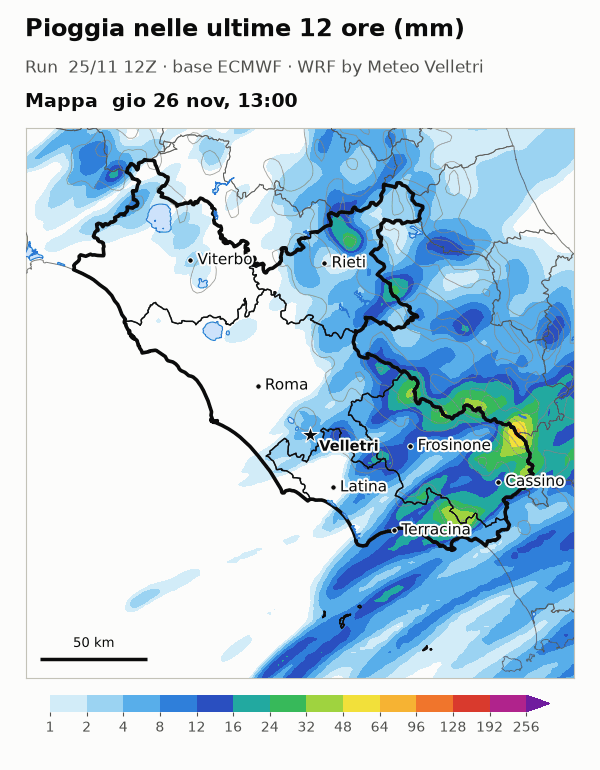 Pioggia nelle ultime 12 ore (mm)
Run  25/11 12Z · base ECMWF · WRF by Meteo Velletri
Mappa  gio 26 nov, 13:00
Viterbo
Rieti
Roma
Velletri
Frosinone
Cassino
Latina
Terracina
50 km
1 2 4 8 12 16 24 32 48 64 96 128 192 256